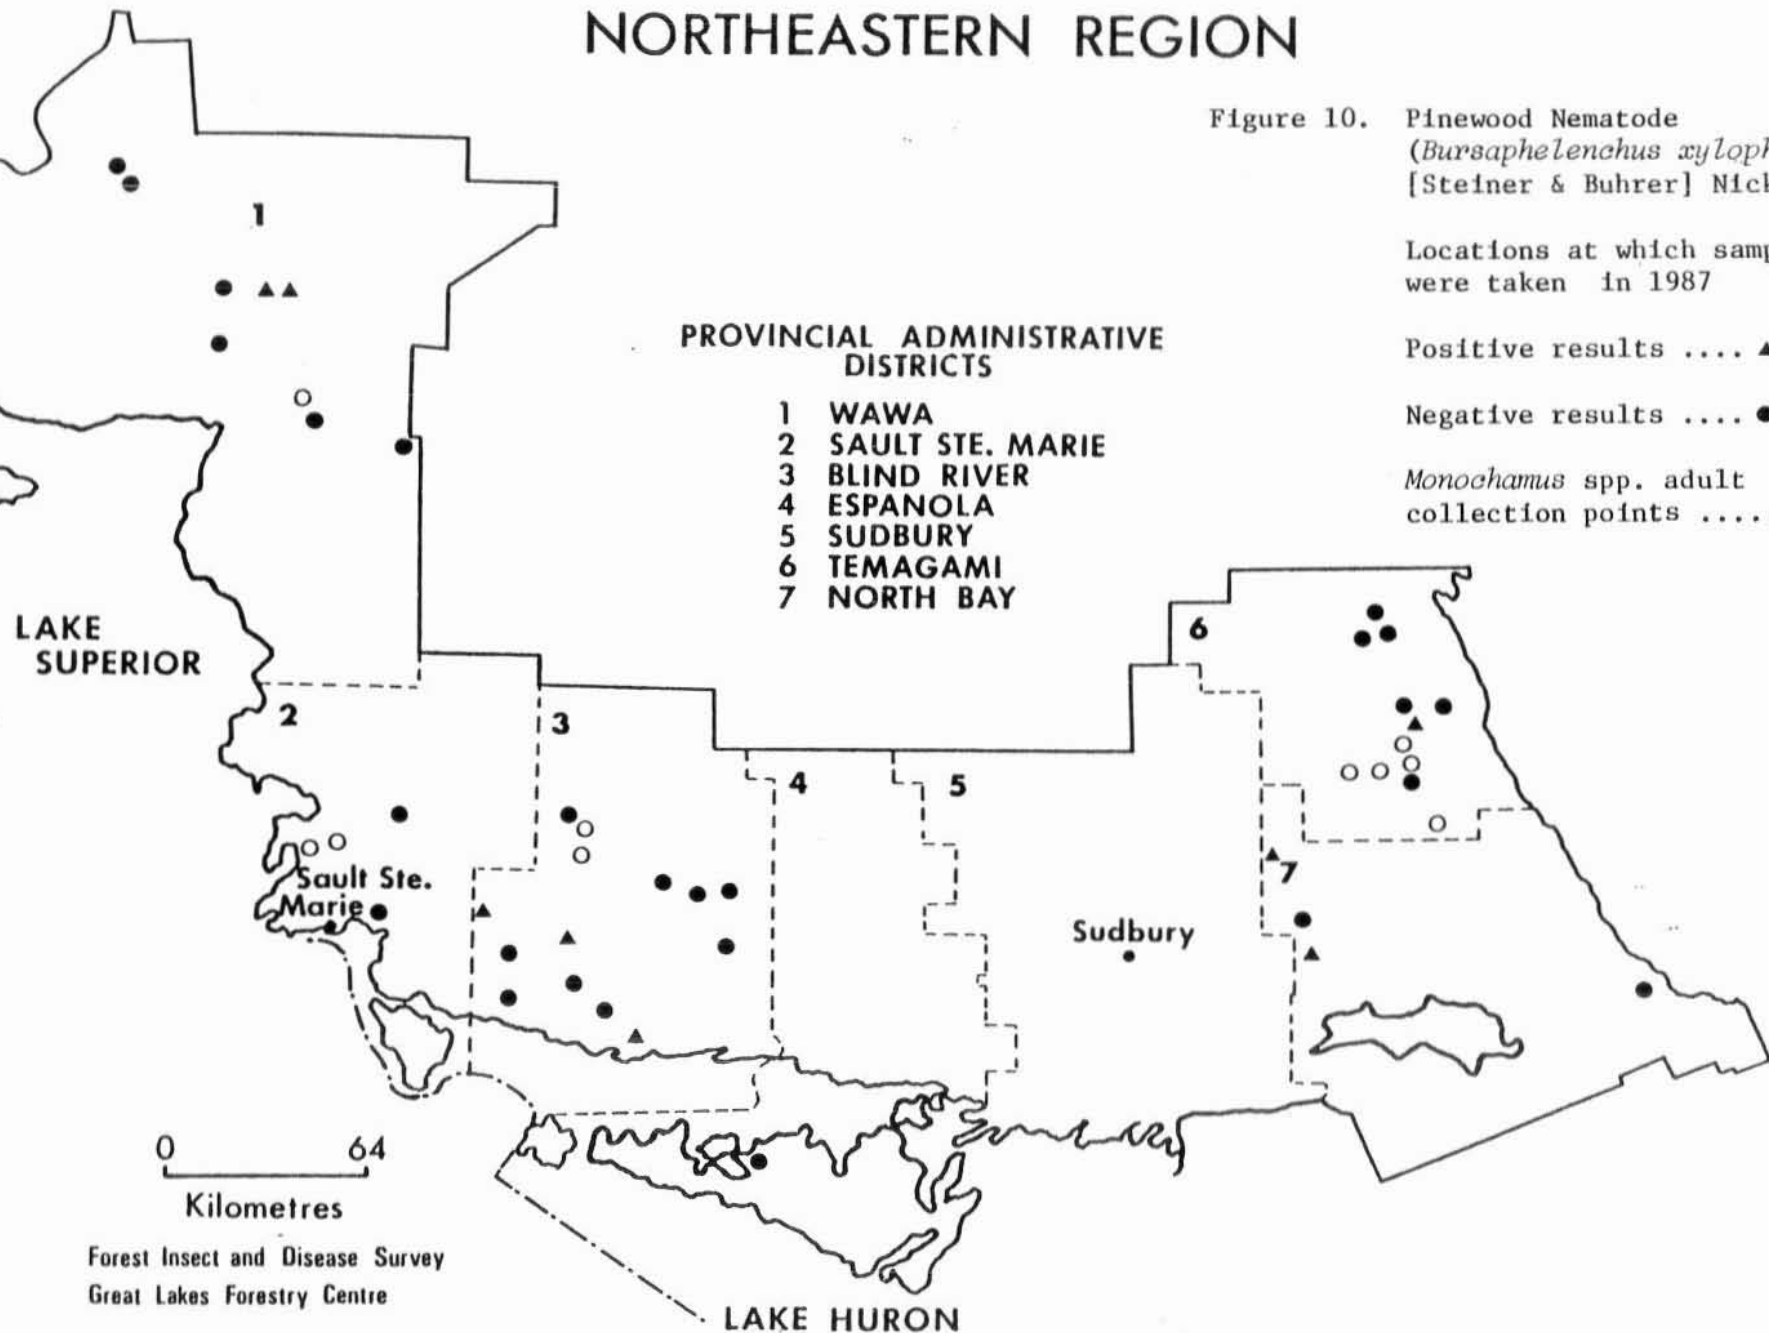 NORTHEASTERN REGION
Figure 10. Pinewood Nematode
(Bursaphelenchus xyloph
[Steiner & Buhrer] Nick
Locations at which samp
were taken in 1987
Positive results .... ▲
Negative results .... ●
Monochamus spp. adult
collection points ....
PROVINCIAL ADMINISTRATIVE
DISTRICTS
1 WAWA
2 SAULT STE. MARIE
3 BLIND RIVER
4 ESPANOLA
5 SUDBURY
6 TEMAGAMI
7 NORTH BAY
1
LAKE
SUPERIOR
2
3
4
5
6
7
Sault Ste.
Marie
Sudbury
0 64
Kilometres
Forest Insect and Disease Survey
Great Lakes Forestry Centre
LAKE HURON